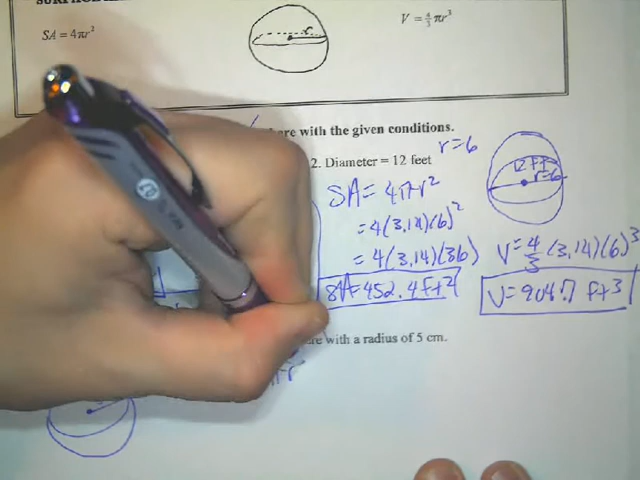 SA = 4πr²
V = 4/3 πr³
r
with the given conditions.
2. Diameter = 12 feet
r=6
12 ft
r=6
SA = 4πr²
= 4(3.14)(6)²
= 4(3.14)(36)
SA = 452.4 ft²
V = 4/3 (3.14)(6)³
V = 904.7 ft3
with a radius of 5 cm.